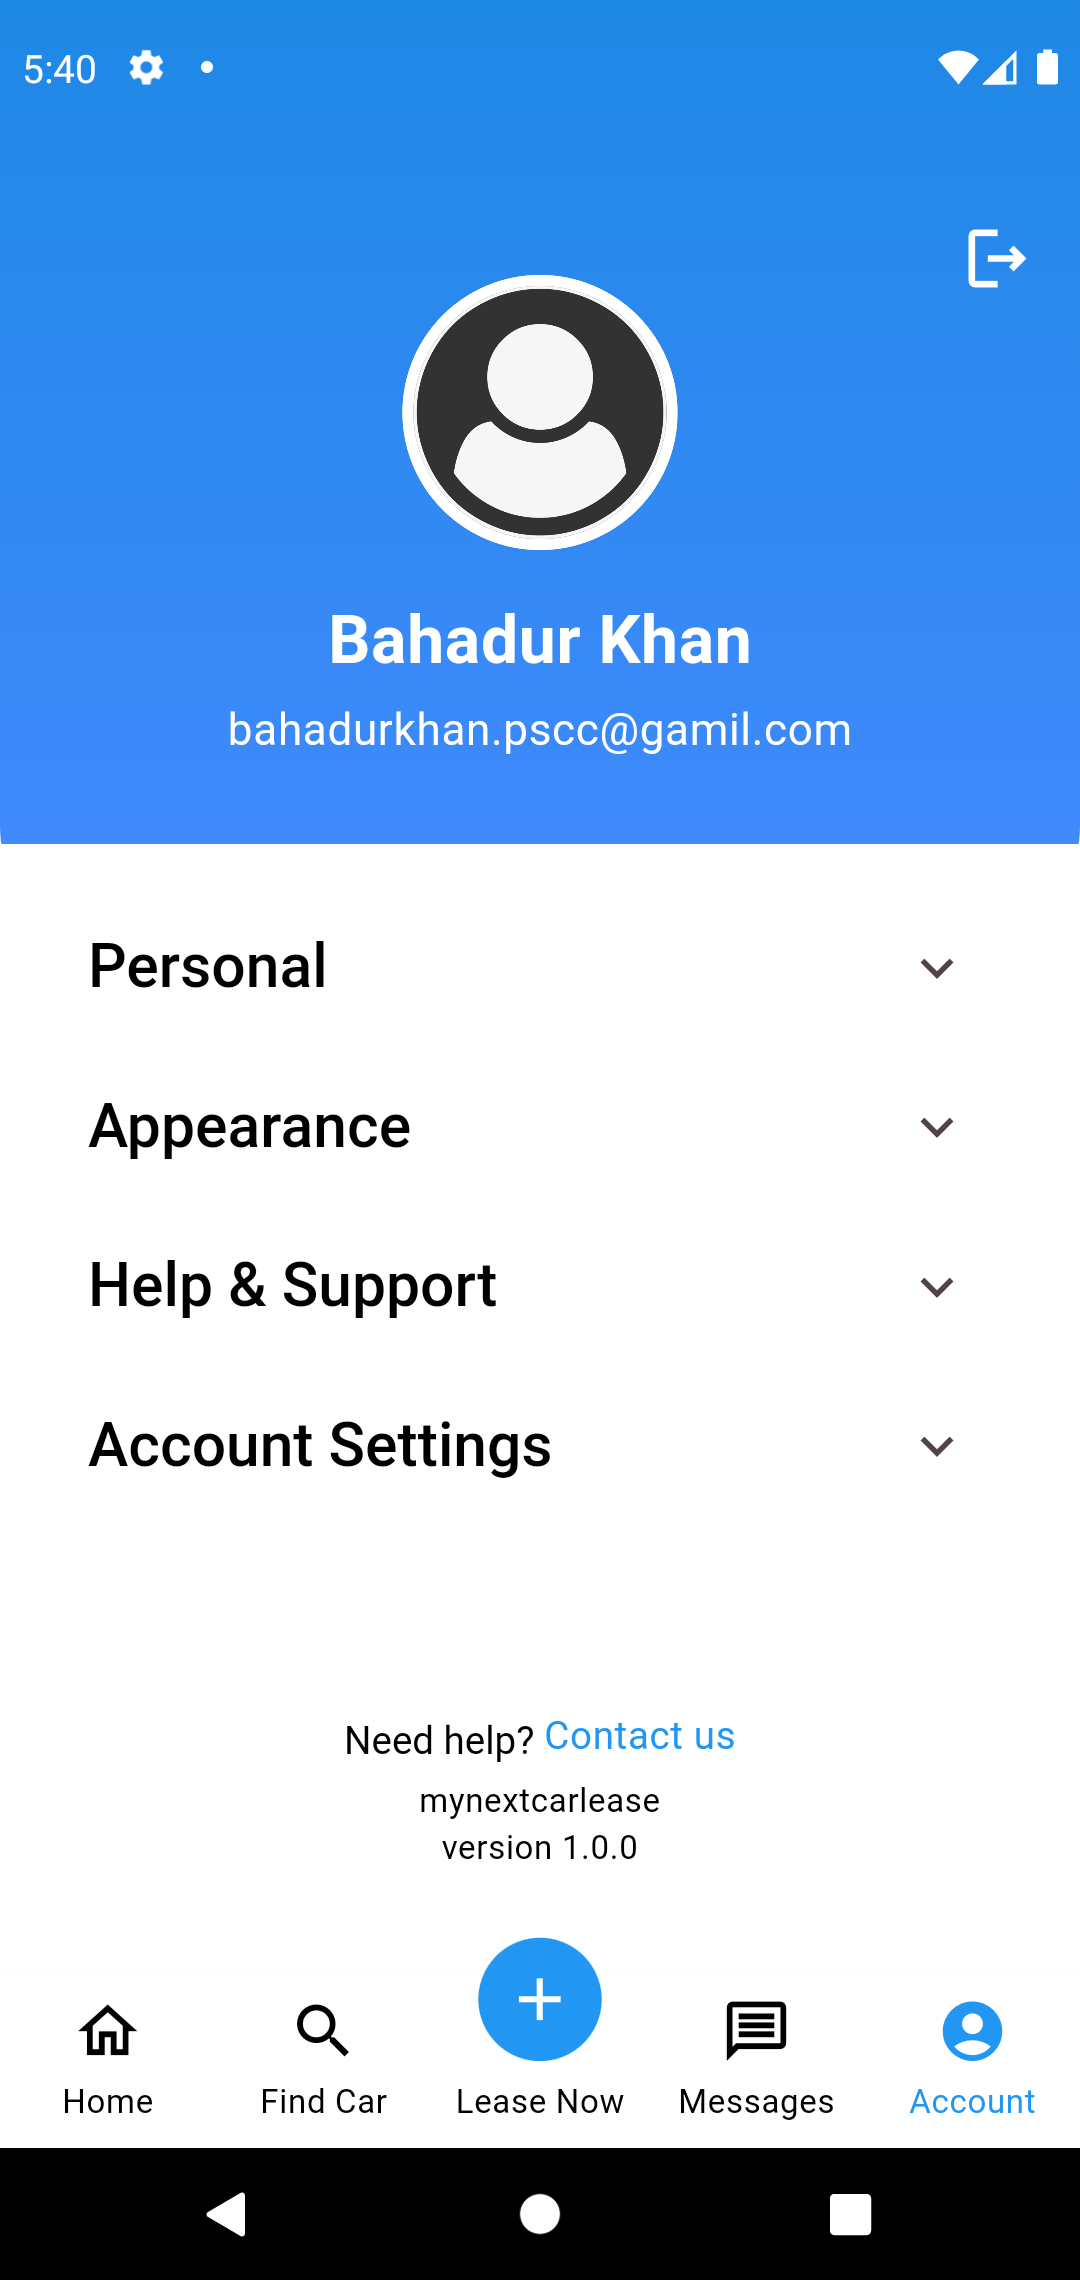 5:40
Bahadur Khan
bahadurkhan.pscc@gamil.com
Personal
Appearance
Help & Support
Account Settings
Need help? Contact us
mynextcarlease
version 1.0.0
Home Find Car Lease Now Messages Account